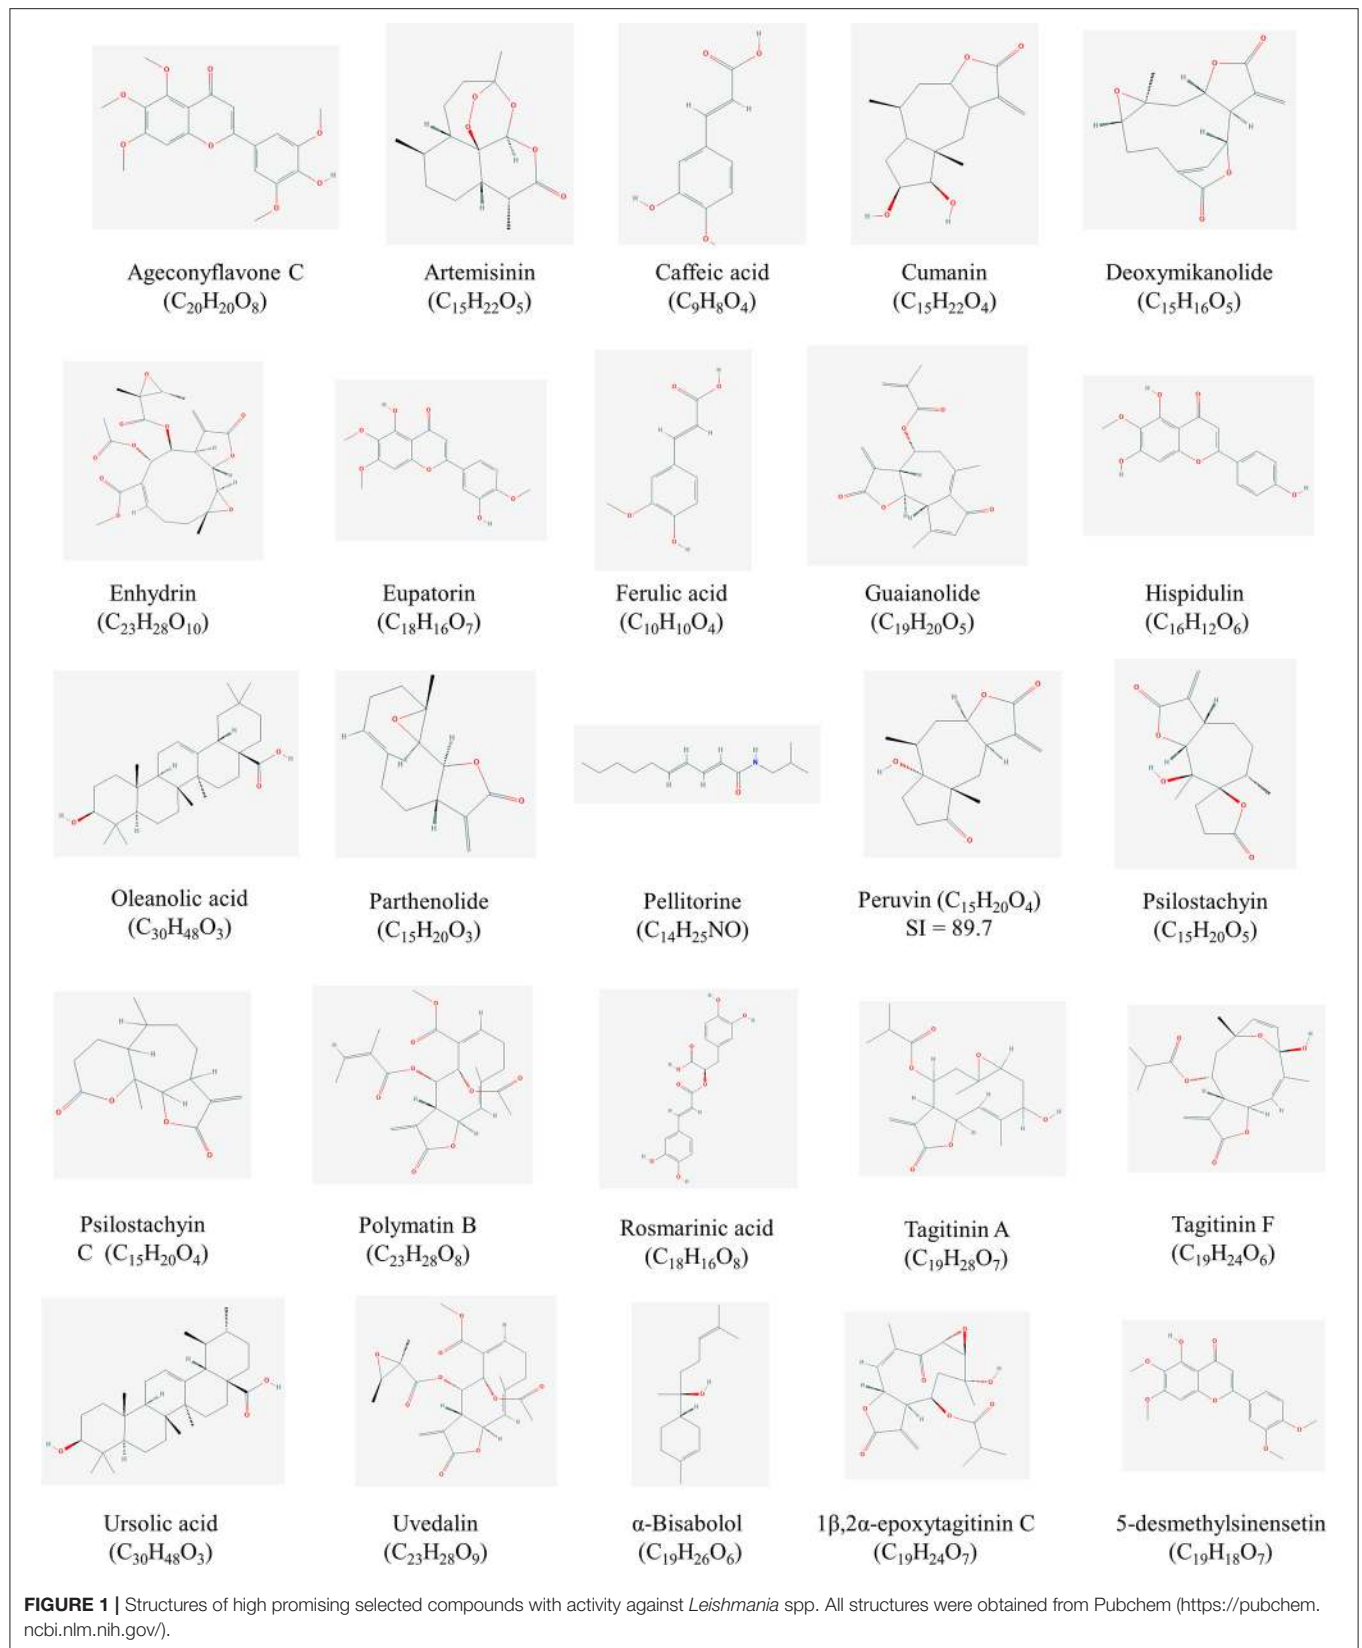 Ageconyflavone C
(C₂₀H₂₀O₈)
Artemisinin
(C₁₅H₂₂O₅)
Caffeic acid
(C₉H₈O₄)
Cumanin
(C₁₅H₂₂O₄)
Deoxymikanolide
(C₁₅H₁₆O₅)
Enhydrin
(C₂₃H₂₈O₁₀)
Eupatorin
(C₁₈H₁₆O₇)
Ferulic acid
(C₁₀H₁₀O₄)
Guaianolide
(C₁₉H₂₀O₅)
Hispidulin
(C₁₆H₁₂O₆)
Oleanolic acid
(C₃₀H₄₈O₃)
Parthenolide
(C₁₅H₂₀O₃)
Pellitorine
(C₁₄H₂₅NO)
Peruvin (C₁₅H₂₀O₄)
SI = 89.7
Psilostachyin
(C₁₅H₂₀O₅)
Psilostachyin
C (C₁₅H₂₀O₄)
Polymatin B
(C₂₃H₂₈O₈)
Rosmarinic acid
(C₁₈H₁₆O₈)
Tagitinin A
(C₁₉H₂₈O₇)
Tagitinin F
(C₁₉H₂₄O₆)
Ursolic acid
(C₃₀H₄₈O₃)
Uvedalin
(C₂₃H₂₈O₉)
α-Bisabolol
(C₁₉H₂₆O₆)
1β,2α-epoxytagitinin C
(C₁₉H₂₄O₇)
5-desmethylsinensetin
(C₁₉H₁₈O₇)
FIGURE 1 | Structures of high promising selected compounds with activity against Leishmania spp. All structures were obtained from Pubchem (https://pubchem.
ncbi.nlm.nih.gov/).